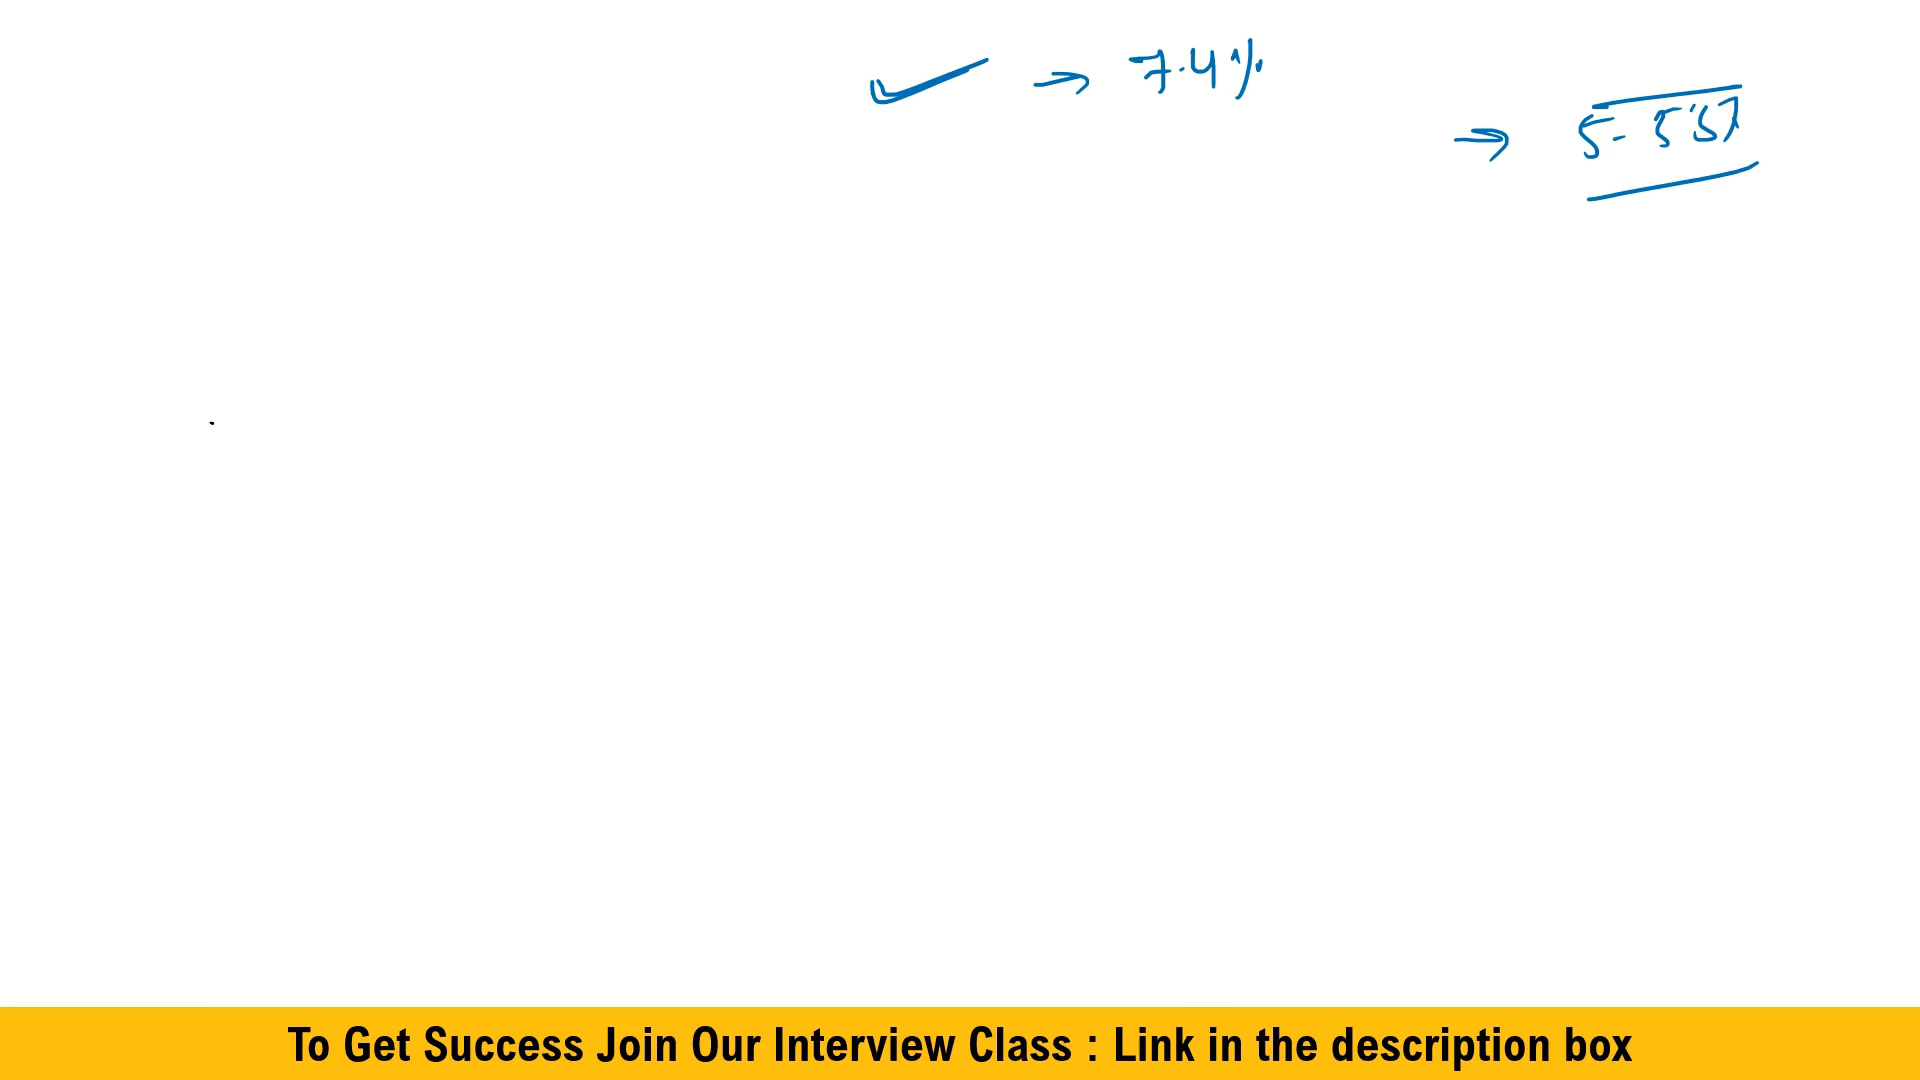 → 7.4%
→ 5-5.5%
To Get Success Join Our Interview Class : Link in the description box